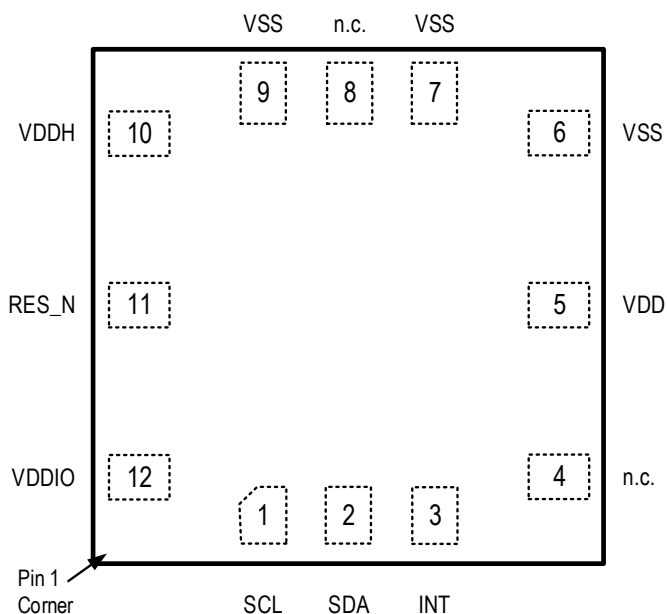 VSS n.c. VSS
9 8 7
VDDH 10 6 VSS
RES_N 11 5 VDD
VDDIO 12 4 n.c.
1 2 3
Pin 1
Corner
SCL SDA INT